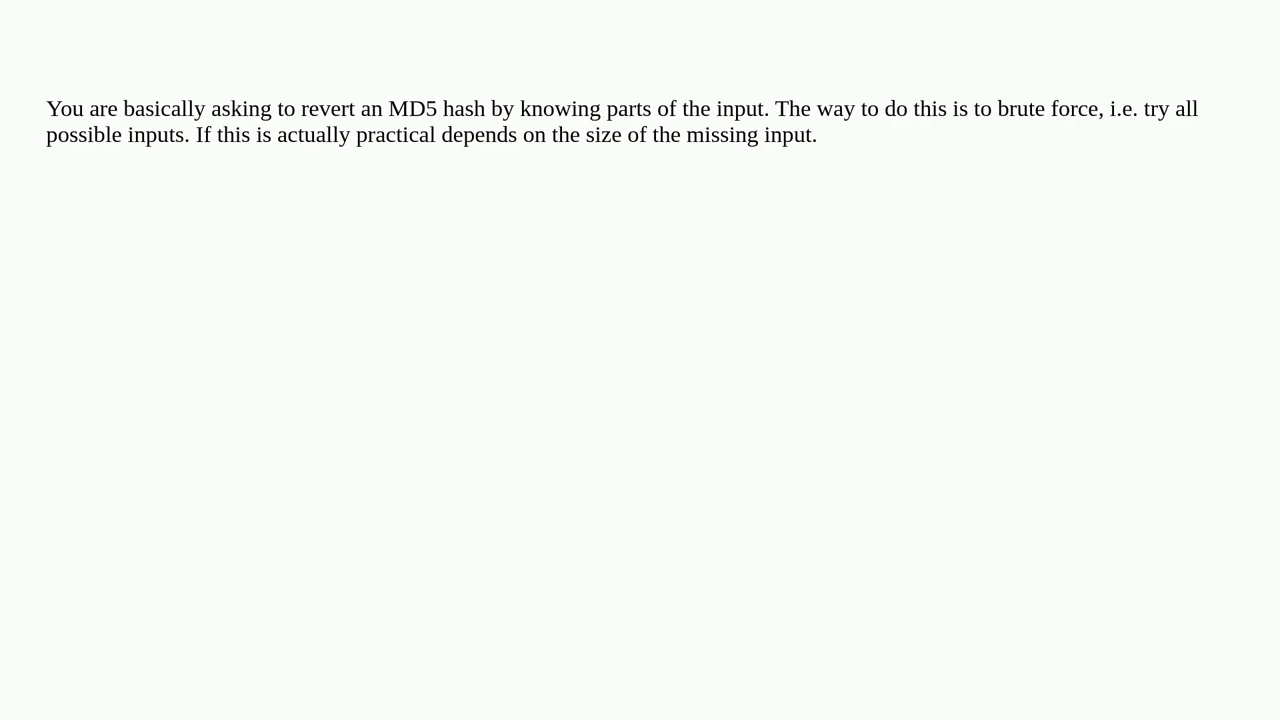 You are basically asking to revert an MD5 hash by knowing parts of the input. The way to do this is to brute force, i.e. try all
possible inputs. If this is actually practical depends on the size of the missing input.